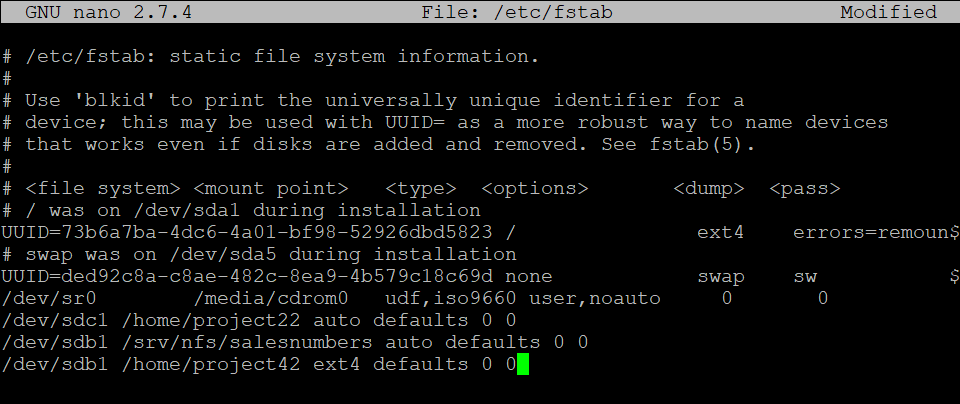 GNU nano 2.7.4 File: /etc/fstab Modified
# /etc/fstab: static file system information.
#
# Use 'blkid' to print the universally unique identifier for a
# device; this may be used with UUID= as a more robust way to name devices
# that works even if disks are added and removed. See fstab(5).
#
# <file system> <mount point>   <type>  <options>       <dump>  <pass>
# / was on /dev/sda1 during installation
UUID=73b6a7ba-4dc6-4a01-bf98-52926dbd5823 /               ext4    errors=remoun$
# swap was on /dev/sda5 during installation
UUID=ded92c8a-c8ae-482c-8ea9-4b579c18c69d none            swap    sw           $
/dev/sr0        /media/cdrom0   udf,iso9660 user,noauto     0       0
/dev/sdc1 /home/project22 auto defaults 0 0
/dev/sdb1 /srv/nfs/salesnumbers auto defaults 0 0
/dev/sdb1 /home/project42 ext4 defaults 0 0